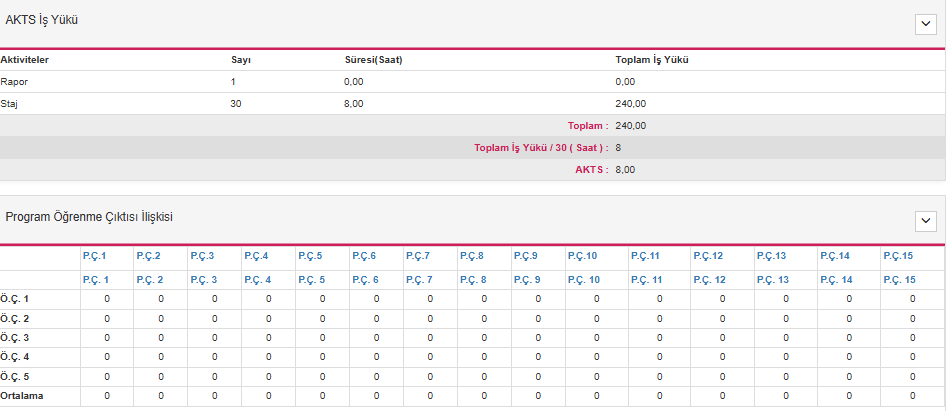 AKTS İş Yükü
Aktiviteler Sayı Süresi(Saat) Toplam İş Yükü
Rapor 1 0,00 0,00
Staj 30 8,00 240,00
Toplam : 240,00
Toplam İş Yükü / 30 ( Saat ) : 8
AKTS : 8,00
Program Öğrenme Çıktısı İlişkisi
P.Ç.1 P.Ç.2 P.Ç.3 P.Ç.4 P.Ç.5 P.Ç.6 P.Ç.7 P.Ç.8 P.Ç.9 P.Ç.10 P.Ç.11 P.Ç.12 P.Ç.13 P.Ç.14 P.Ç.15
P.Ç. 1 P.Ç. 2 P.Ç. 3 P.Ç. 4 P.Ç. 5 P.Ç. 6 P.Ç. 7 P.Ç. 8 P.Ç. 9 P.Ç. 10 P.Ç. 11 P.Ç. 12 P.Ç. 13 P.Ç. 14 P.Ç. 15
Ö.Ç. 1 0 0 0 0 0 0 0 0 0 0 0 0 0 0 0
Ö.Ç. 2 0 0 0 0 0 0 0 0 0 0 0 0 0 0 0
Ö.Ç. 3 0 0 0 0 0 0 0 0 0 0 0 0 0 0 0
Ö.Ç. 4 0 0 0 0 0 0 0 0 0 0 0 0 0 0 0
Ö.Ç. 5 0 0 0 0 0 0 0 0 0 0 0 0 0 0 0
Ortalama 0 0 0 0 0 0 0 0 0 0 0 0 0 0 0